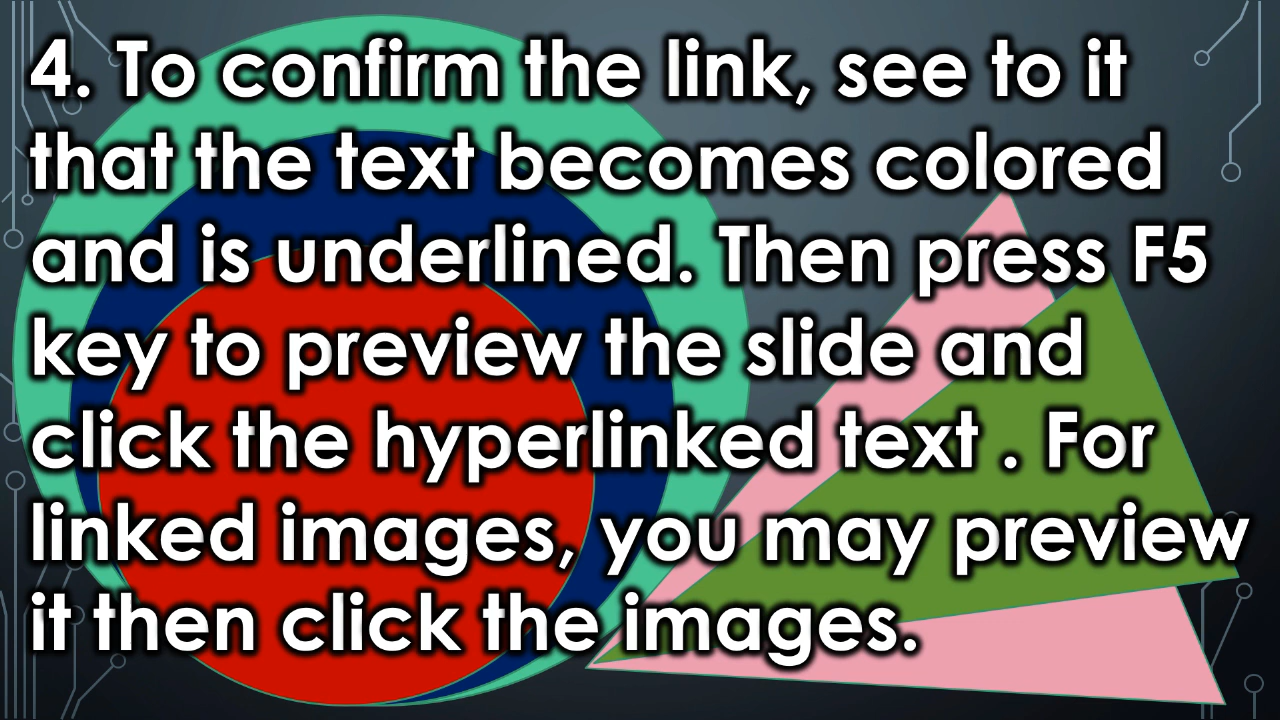 4. To confirm the link, see to it
that the text becomes colored
and is underlined. Then press F5
key to preview the slide and
click the hyperlinked text . For
linked images, you may preview
it then click the images.